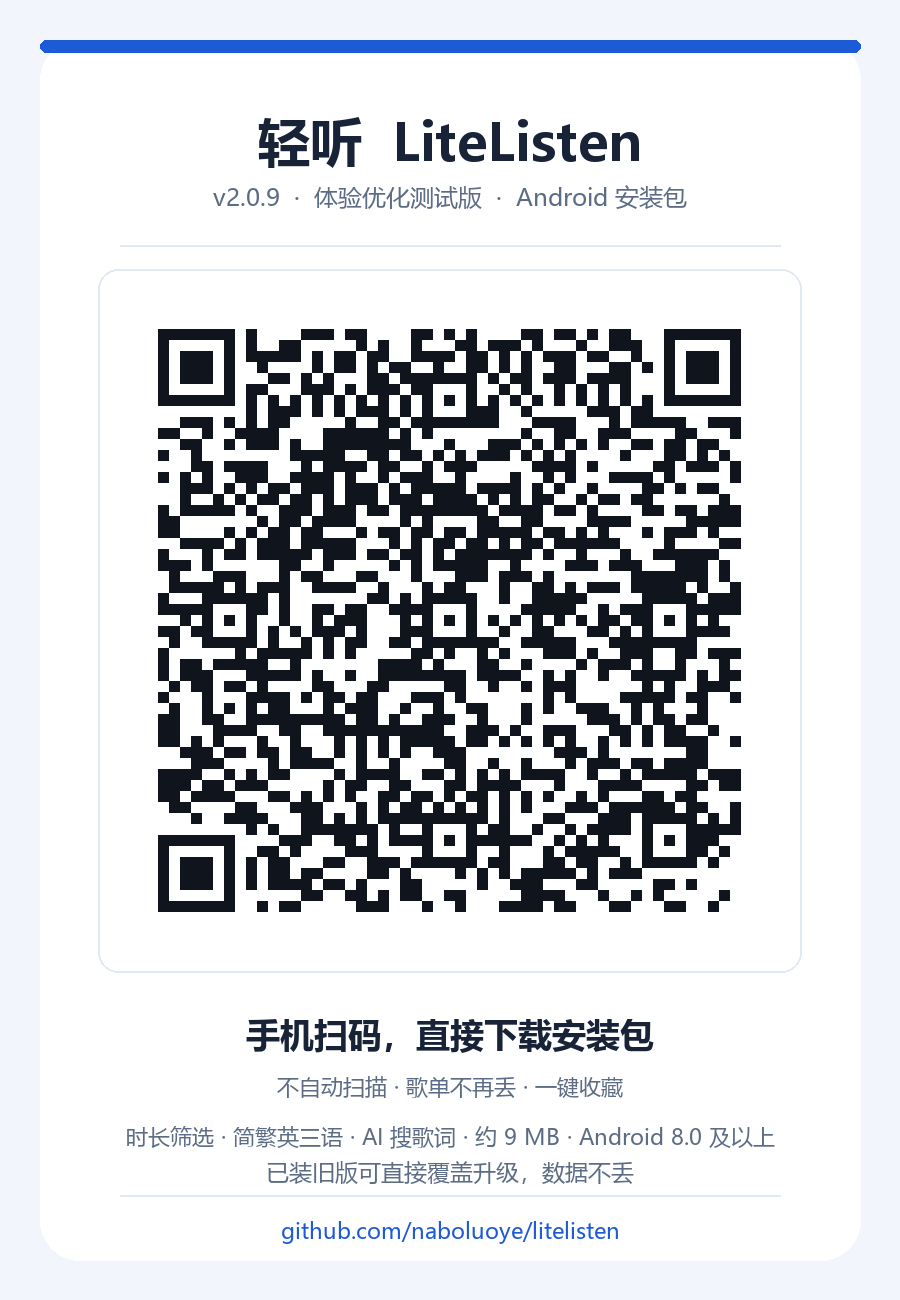 轻听 LiteListen
v2.0.9 · 体验优化测试版 · Android 安装包
手机扫码，直接下载安装包
不自动扫描 · 歌单不再丢 · 一键收藏
时长筛选 · 简繁英三语 · AI 搜歌词 · 约 9 MB · Android 8.0 及以上
已装旧版可直接覆盖升级，数据不丢
github.com/naboluoye/litelisten